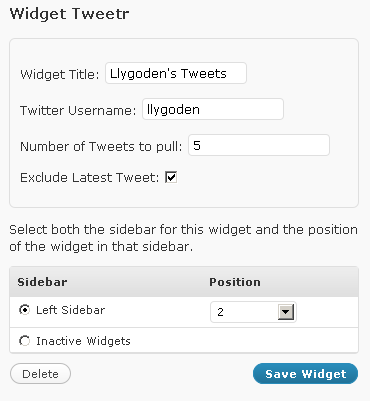 Widget Tweetr
Widget Title: Llygoden's Tweets
Twitter Username: llygoden
Number of Tweets to pull: 5
Exclude Latest Tweet:
Select both the sidebar for this widget and the position
of the widget in that sidebar.
Sidebar Position
Left Sidebar 2
Inactive Widgets
Delete Save Widget